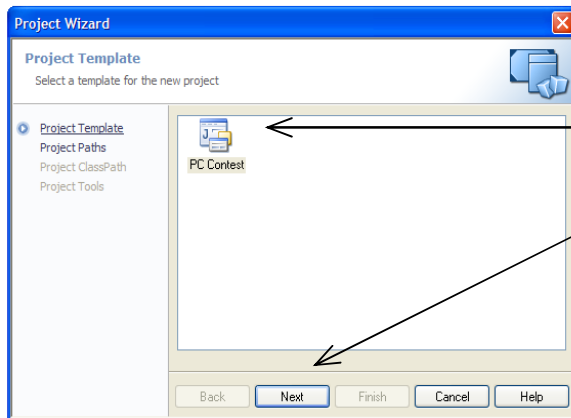 Project Wizard
Project Template
Select a template for the new project
Project Template
Project Paths
Project ClassPath
Project Tools
J
PC Contest
Back Next Finish Cancel Help